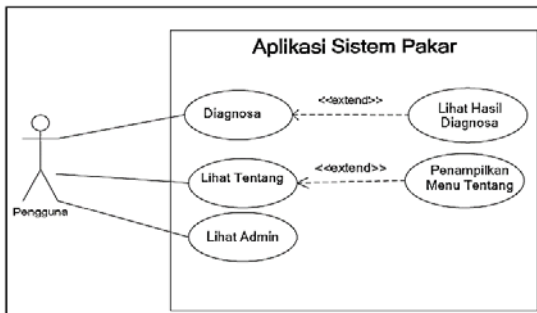 Aplikasi Sistem Pakar
Diagnosa
<<extend>>
Lihat Hasil
Diagnosa
Lihat Tentang
<<extend>>
Penampilkan
Menu Tentang
Pengguna
Lihat Admin